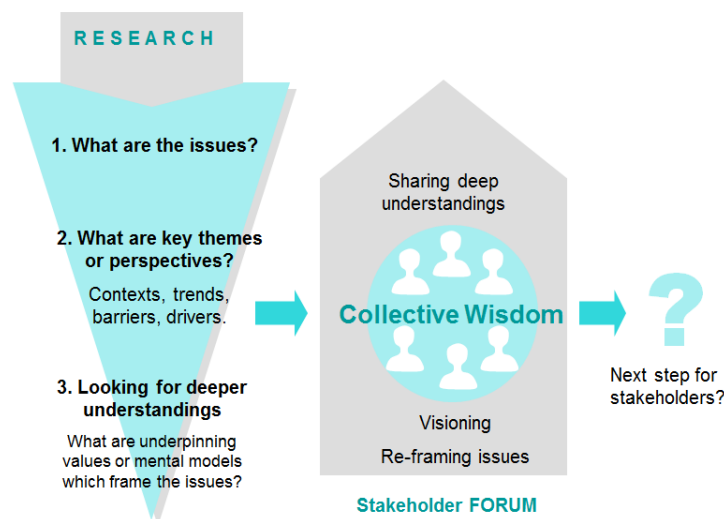 RESEARCH
1. What are the issues?
2. What are key themes
or perspectives?
Contexts, trends,
barriers, drivers.
3. Looking for deeper
understandings
What are underpinning
values or mental models
which frame the issues?
Sharing deep
understandings
Collective Wisdom
Visioning
Re-framing issues
Stakeholder FORUM
?
Next step for
stakeholders?